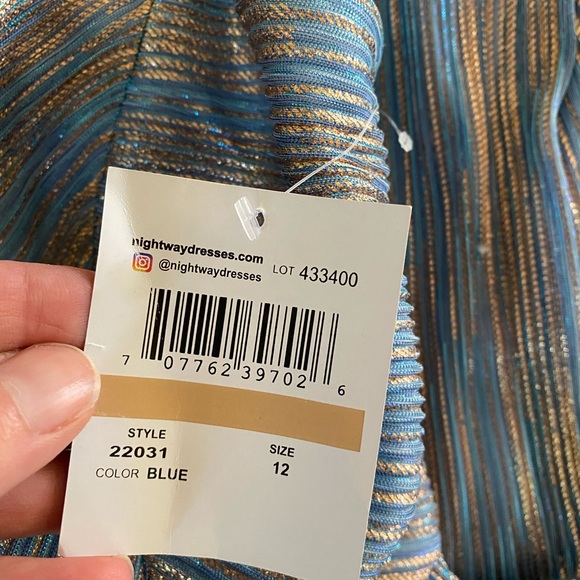 nightwaydresses.com
@nightwaydresses LOT 433400
7 07762 39702 6
STYLE SIZE
22031 12
COLOR BLUE